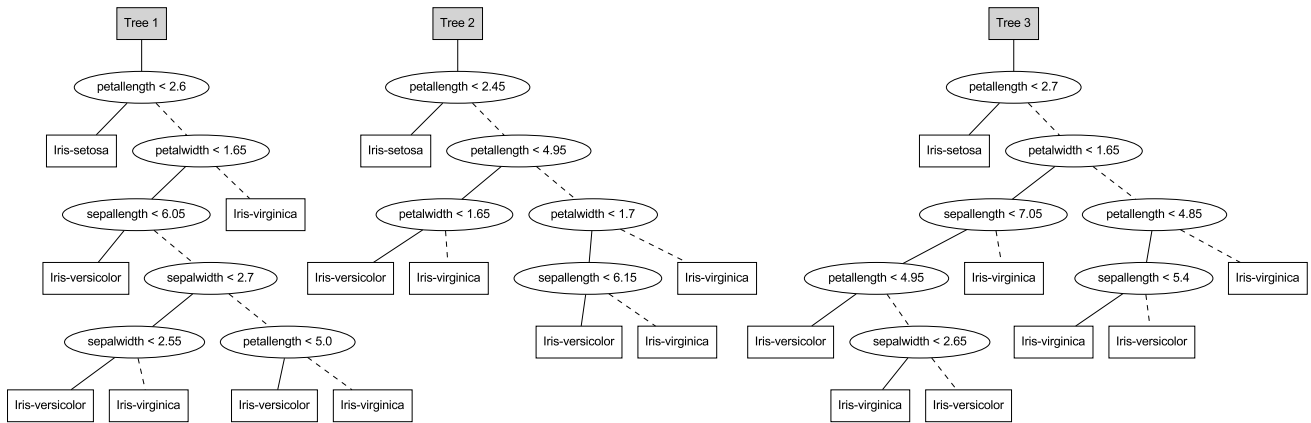 Tree 1
Tree 2
Tree 3
petallength < 2.6
petallength < 2.45
petallength < 2.7
Iris-setosa
petalwidth < 1.65
Iris-setosa
petallength < 4.95
Iris-setosa
petalwidth < 1.65
sepallength < 6.05
Iris-virginica
petalwidth < 1.65
petalwidth < 1.7
sepallength < 7.05
petallength < 4.85
Iris-versicolor
sepalwidth < 2.7
Iris-versicolor
Iris-virginica
sepallength < 6.15
Iris-virginica
petallength < 4.95
Iris-virginica
sepallength < 5.4
Iris-virginica
sepalwidth < 2.55
petallength < 5.0
Iris-versicolor
Iris-virginica
Iris-versicolor
sepalwidth < 2.65
Iris-virginica
Iris-versicolor
Iris-versicolor
Iris-virginica
Iris-versicolor
Iris-virginica
Iris-virginica
Iris-versicolor